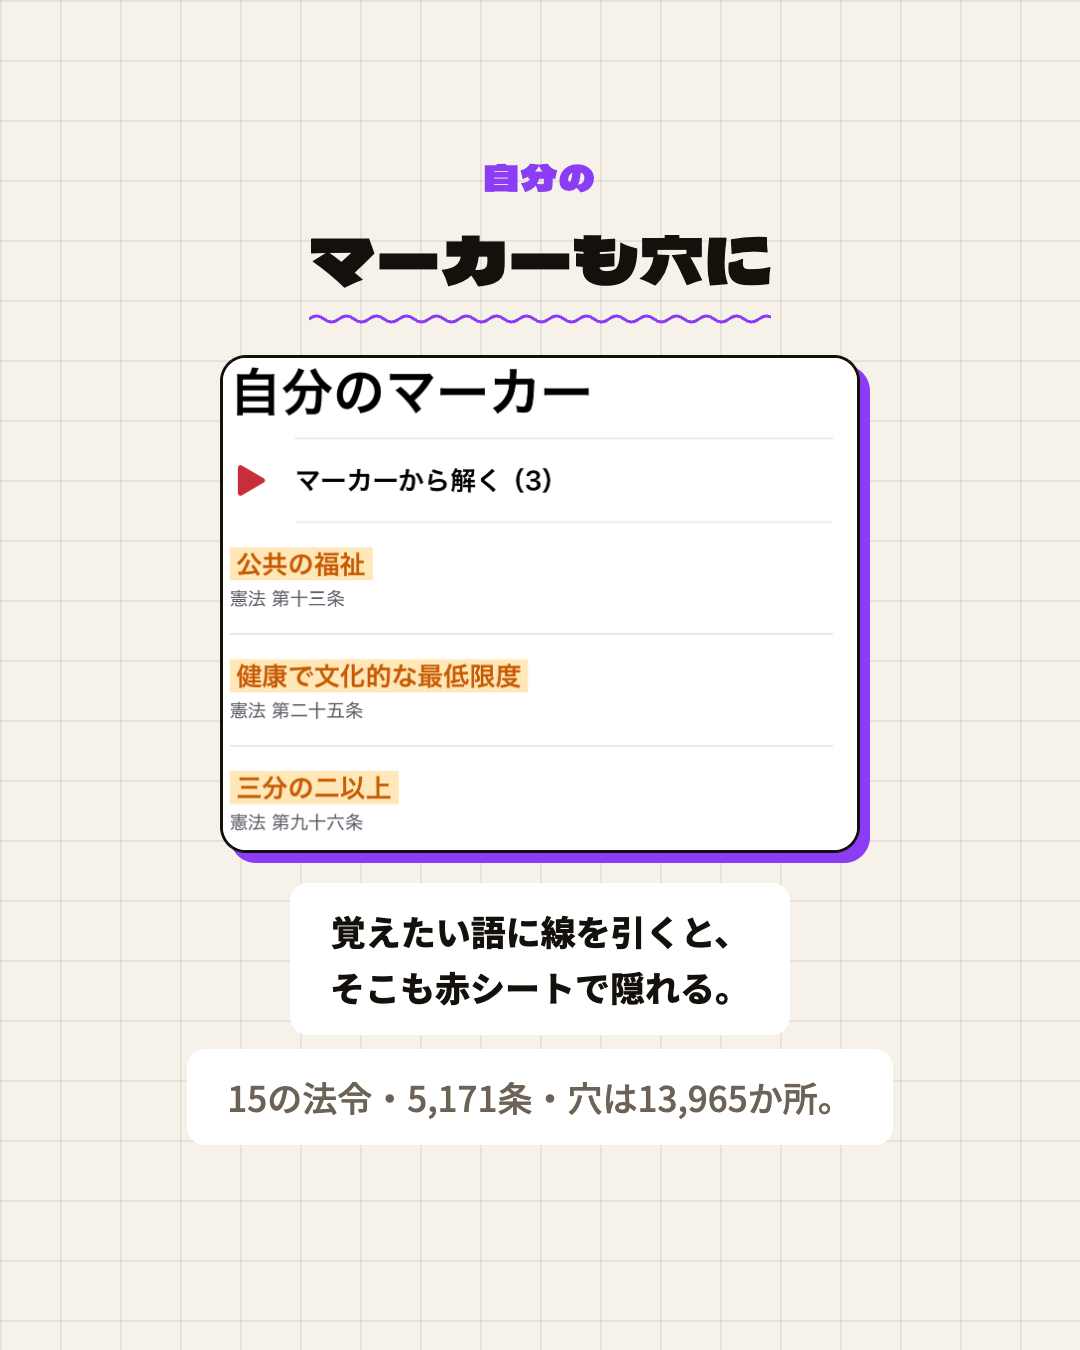 自分の
マーカーも穴に
自分のマーカー
マーカーから解く（3）
公共の福祉
憲法 第十三条
健康で文化的な最低限度
憲法 第二十五条
三分の二以上
憲法 第九十六条
覚えたい語に線を引くと、
そこも赤シートで隠れる。
15の法令・5,171条・穴は13,965か所。